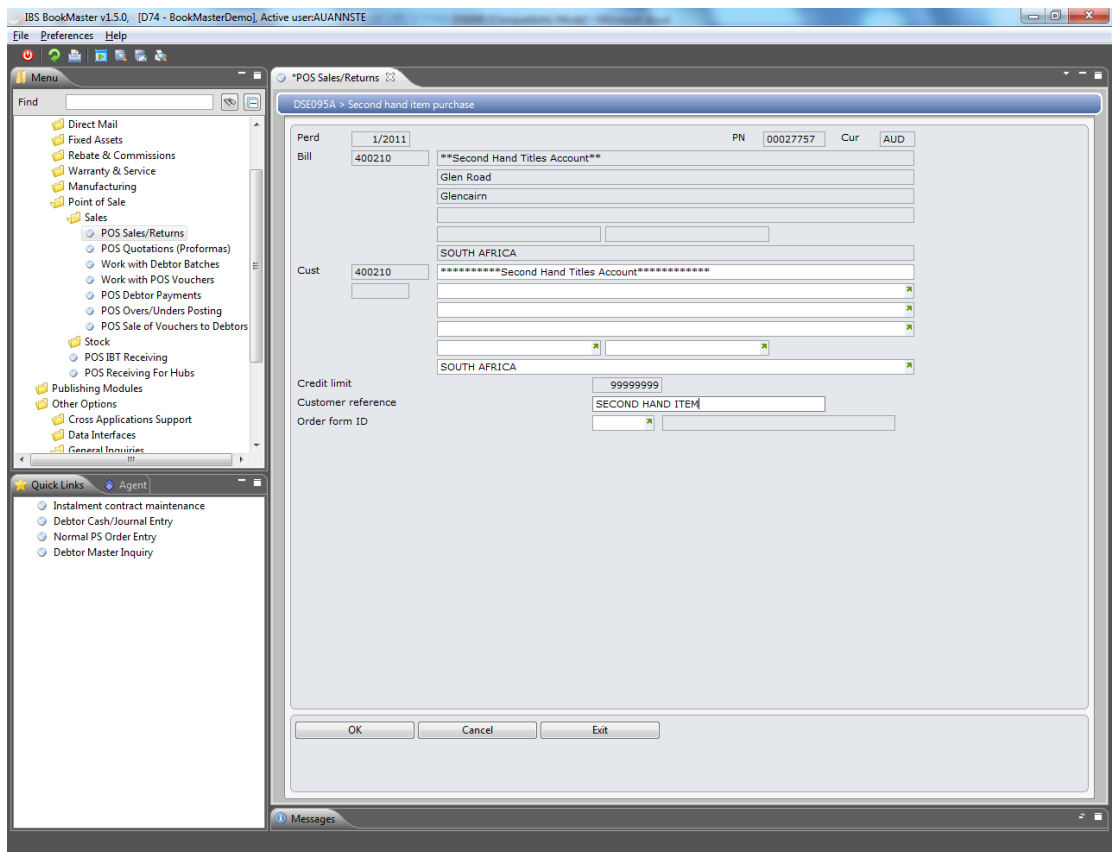 IBS BookMaster v1.5.0, [D74 - BookMasterDemo], Active user:AUANNSTE
File Preferences Help
Menu
*POS Sales/Returns
Find
DSE095A > Second hand item purchase
Direct Mail
Fixed Assets
Rebate & Commissions
Warranty & Service
Manufacturing
Point of Sale
Sales
POS Sales/Returns
POS Quotations (Proformas)
Work with Debtor Batches
Work with POS Vouchers
POS Debtor Payments
POS Overs/Unders Posting
POS Sale of Vouchers to Debtors
Stock
POS IBT Receiving
POS Receiving For Hubs
Publishing Modules
Other Options
Cross Applications Support
Data Interfaces
General Inquiries
Quick Links Agent
Instalment contract maintenance
Debtor Cash/Journal Entry
Normal PS Order Entry
Debtor Master Inquiry
Perd 1/2011 PN 00027757 Cur AUD
Bill 400210 **Second Hand Titles Account**
Glen Road
Glencairn
SOUTH AFRICA
Cust 400210 **********Second Hand Titles Account************
SOUTH AFRICA
Credit limit 99999999
Customer reference SECOND HAND ITEM
Order form ID
OK Cancel Exit
Messages